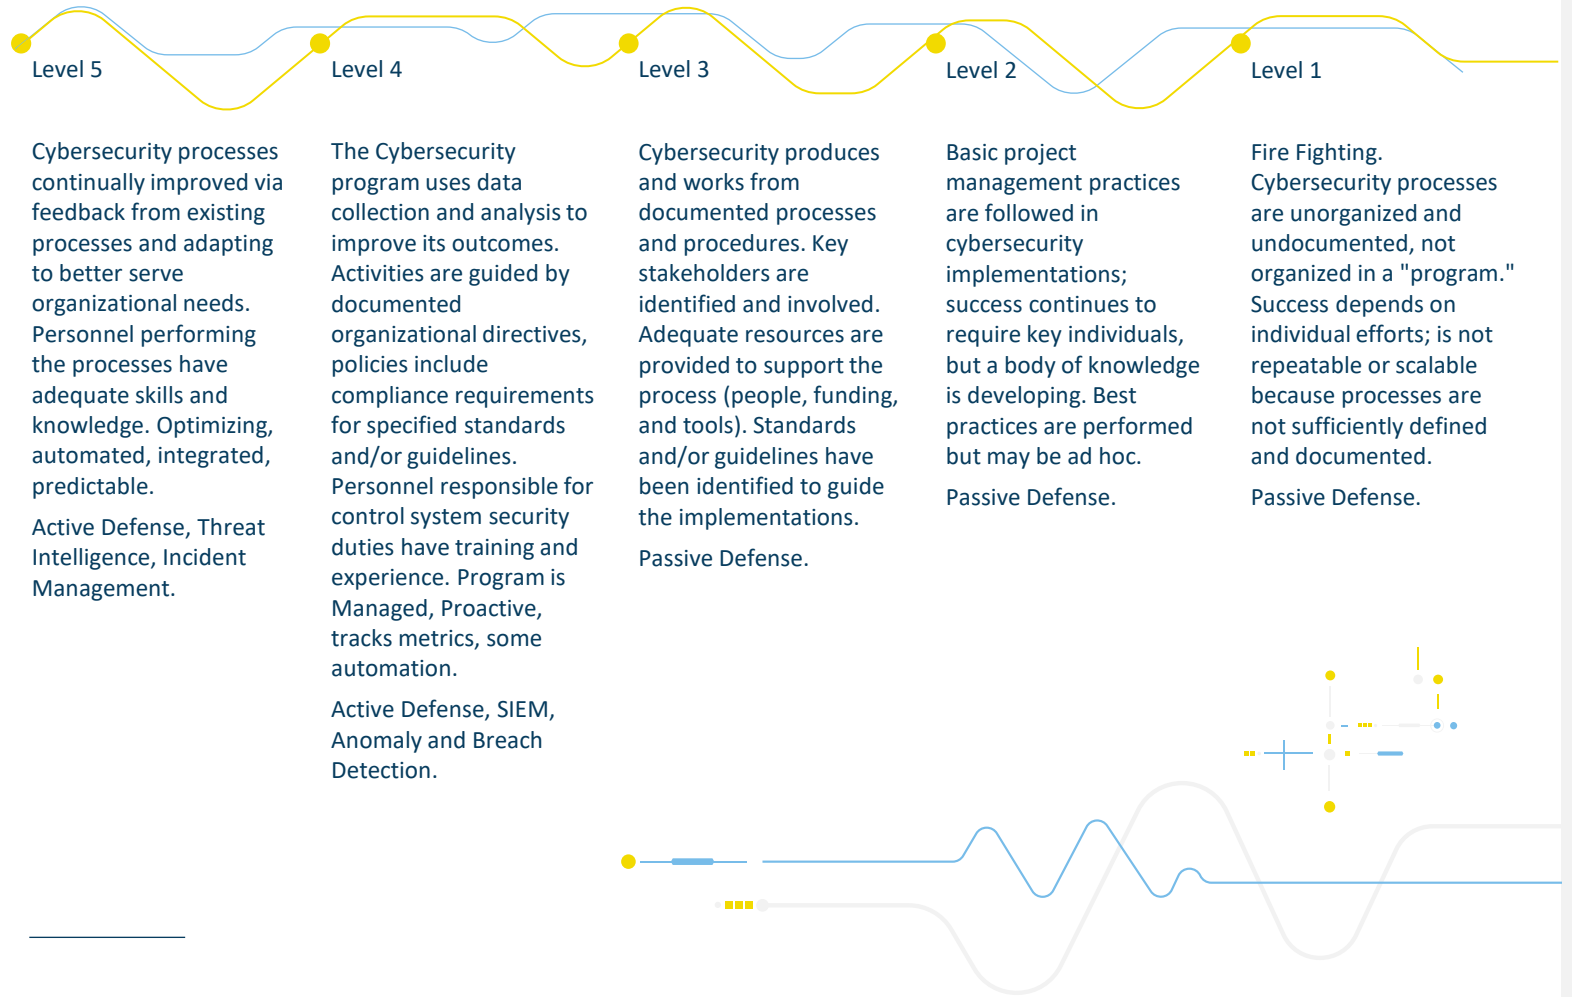 Level 5
Cybersecurity processes
continually improved via
feedback from existing
processes and adapting
to better serve
organizational needs.
Personnel performing
the processes have
adequate skills and
knowledge. Optimizing,
automated, integrated,
predictable.
Active Defense, Threat
Intelligence, Incident
Management.
Level 4
The Cybersecurity
program uses data
collection and analysis to
improve its outcomes.
Activities are guided by
documented
organizational directives,
policies include
compliance requirements
for specified standards
and/or guidelines.
Personnel responsible for
control system security
duties have training and
experience. Program is
Managed, Proactive,
tracks metrics, some
automation.
Active Defense, SIEM,
Anomaly and Breach
Detection.
Level 3
Cybersecurity produces
and works from
documented processes
and procedures. Key
stakeholders are
identified and involved.
Adequate resources are
provided to support the
process (people, funding,
and tools). Standards
and/or guidelines have
been identified to guide
the implementations.
Passive Defense.
Level 2
Basic project
management practices
are followed in
cybersecurity
implementations;
success continues to
require key individuals,
but a body of knowledge
is developing. Best
practices are performed
but may be ad hoc.
Passive Defense.
Level 1
Fire Fighting.
Cybersecurity processes
are unorganized and
undocumented, not
organized in a "program."
Success depends on
individual efforts; is not
repeatable or scalable
because processes are
not sufficiently defined
and documented.
Passive Defense.